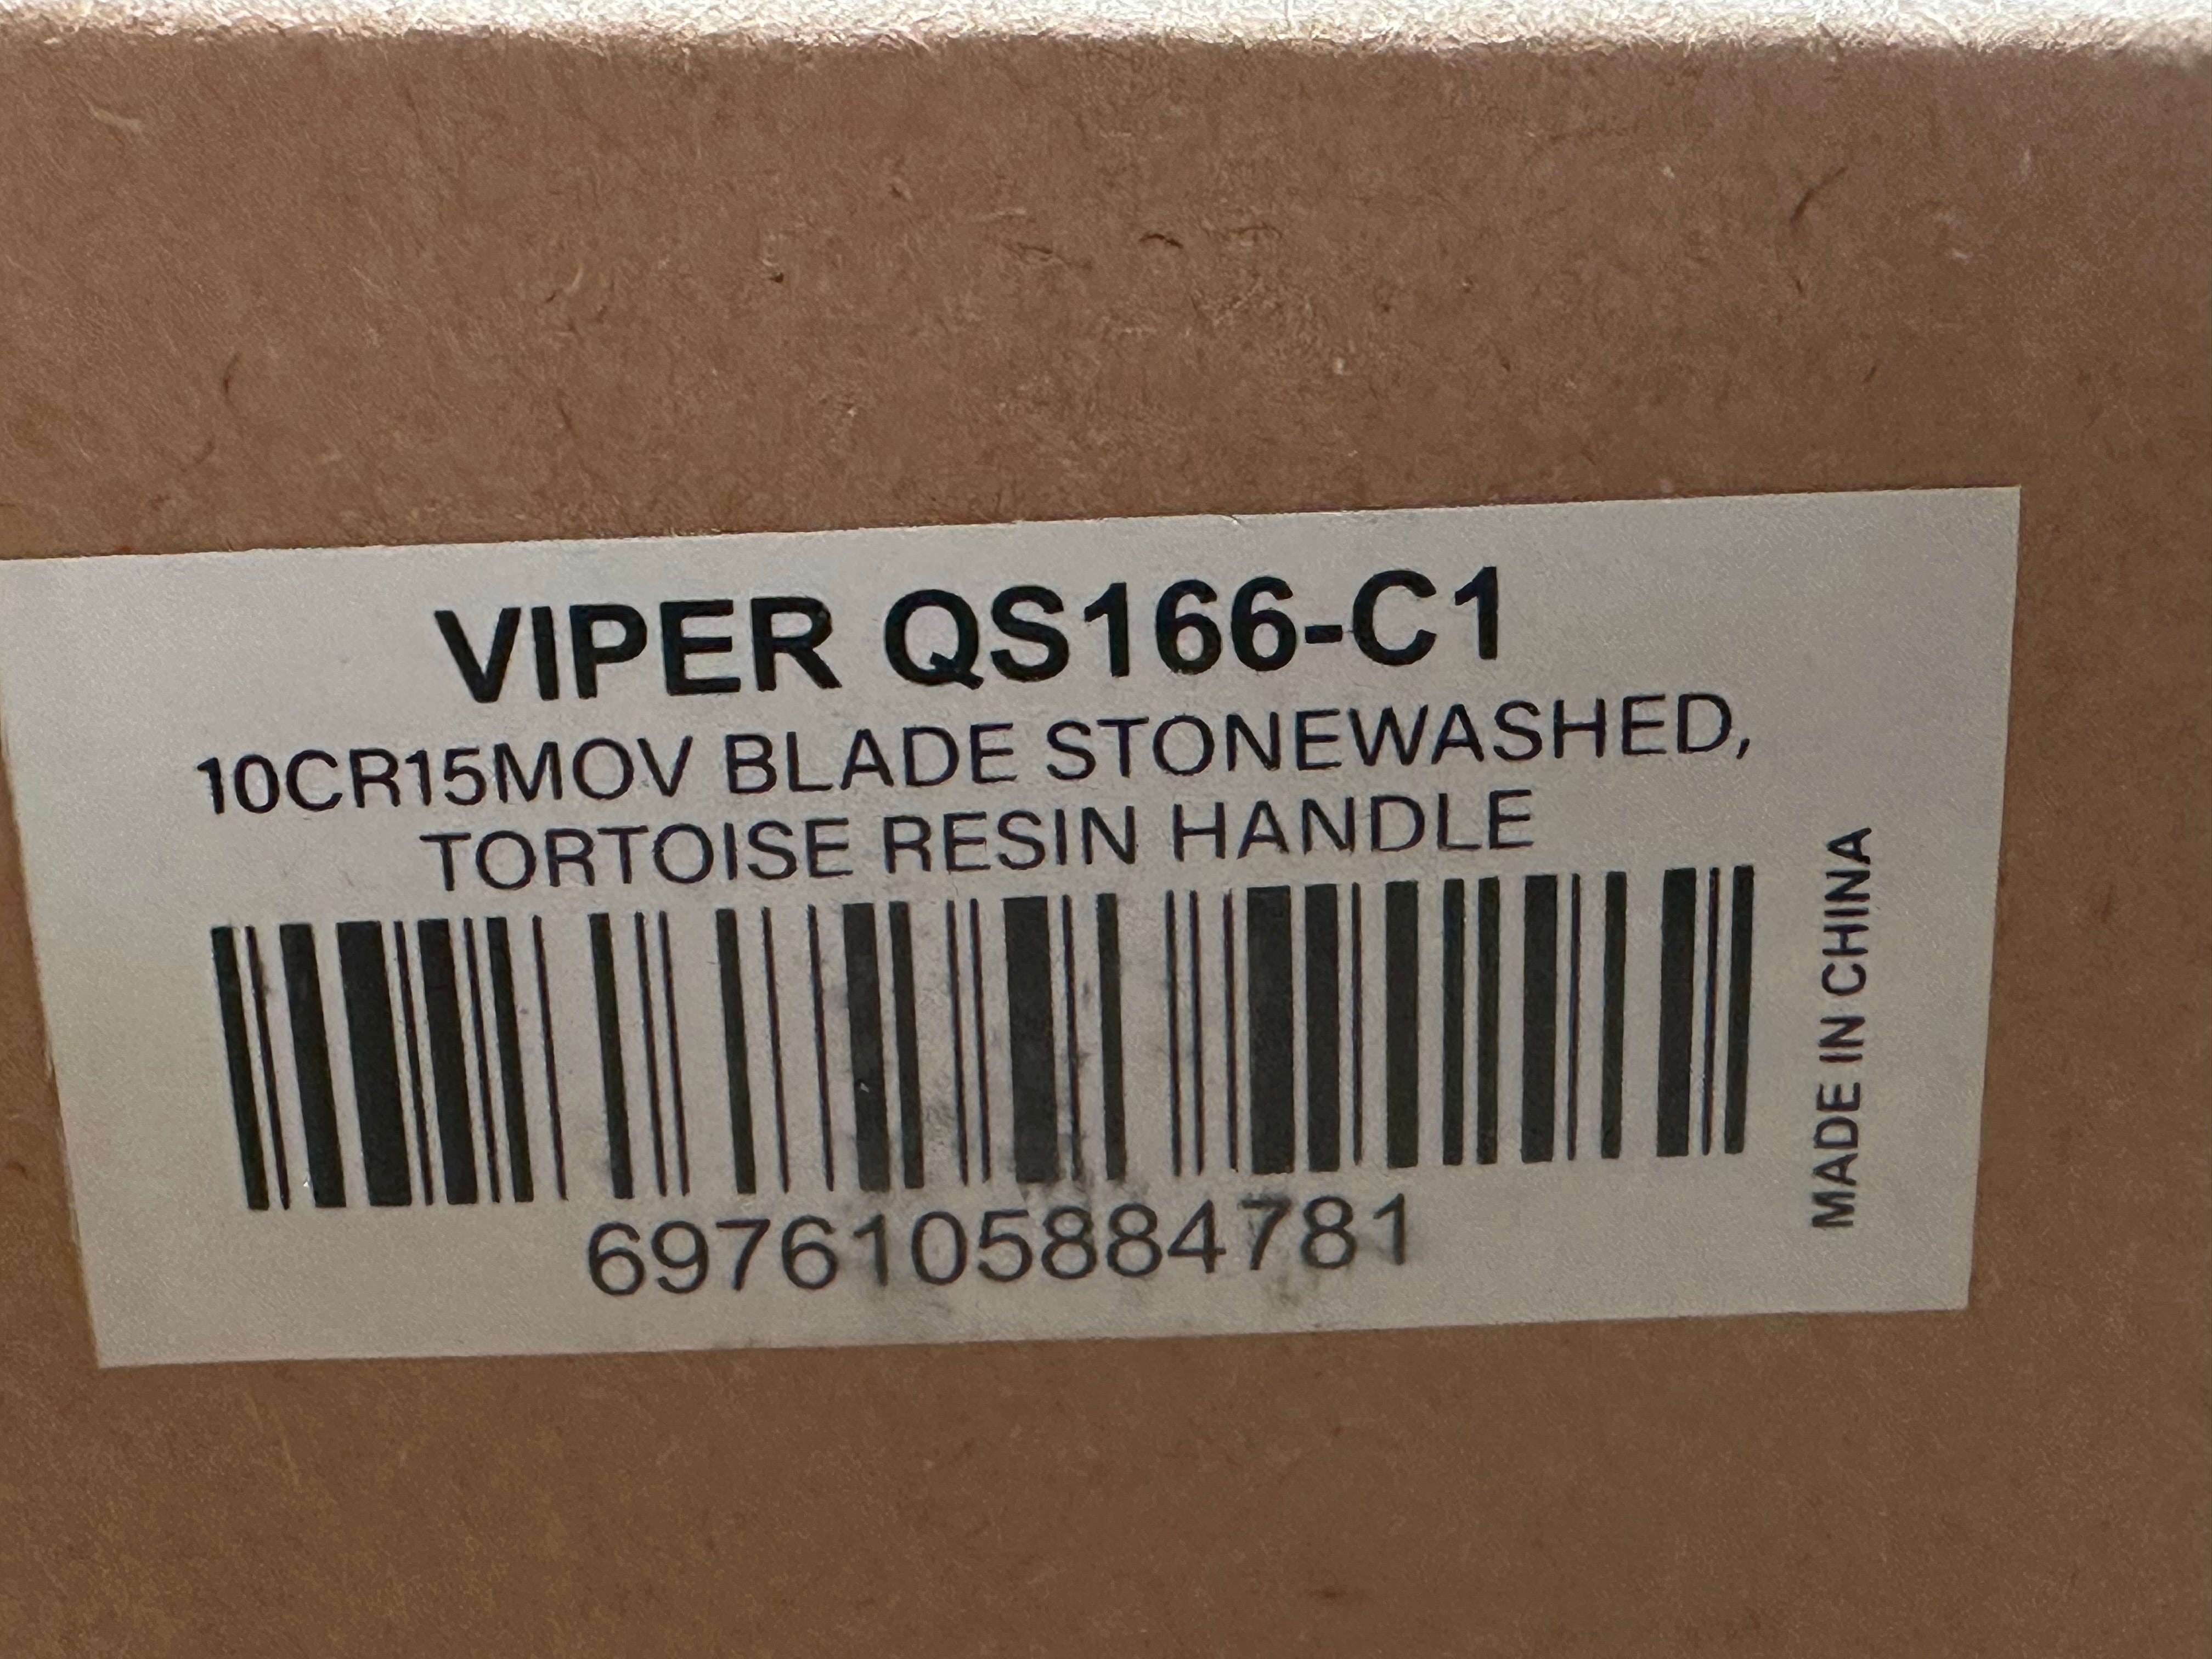 VIPER QS166-C1
10CR15MOV BLADE STONEWASHED,
TORTOISE RESIN HANDLE
6976105884781
MADE IN CHINA